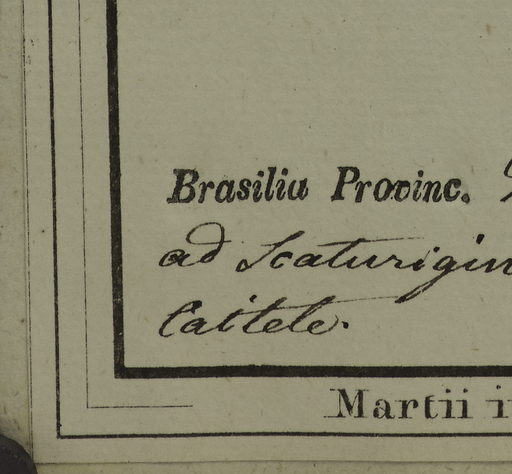 Brasilia Provinc.
ad Scaturigin
Caitete.
Martii i